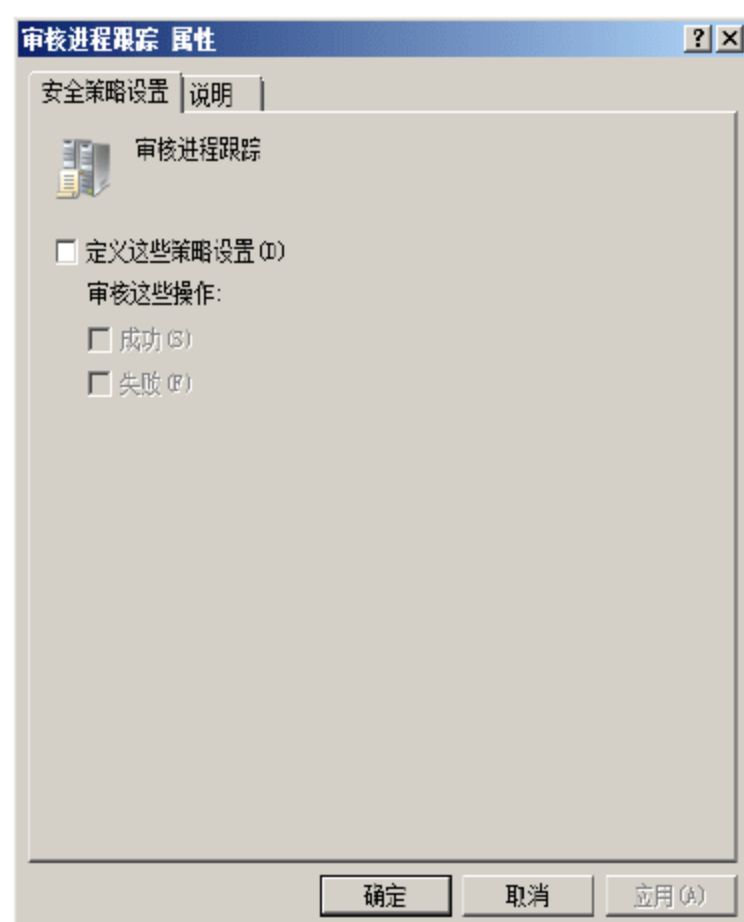 审核进程跟踪 属性
安全策略设置 说明
审核进程跟踪
定义这些策略设置(D)
审核这些操作:
成功(S)
失败(F)
确定 取消 应用(A)